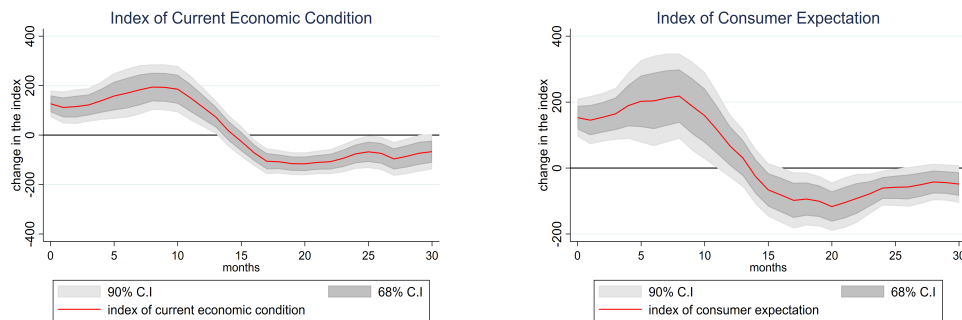 Index of Current Economic Condition
change in the index
400
200
0
-200
-400
0 5 10 15 20 25 30
months
90% C.I 68% C.I
index of current economic condition
Index of Consumer Expectation
change in the index
400
200
0
-200
0 5 10 15 20 25 30
months
90% C.I 68% C.I
index of consumer expectation